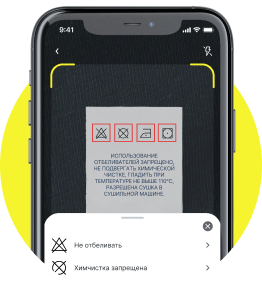 9:41
ИСПОЛЬЗОВАНИЕ
ОТБЕЛИВАТЕЛЕЙ ЗАПРЕЩЕНО,
НЕ ПОДВЕРГАТЬ ХИМИЧЕСКОЙ
ЧИСТКЕ, ГЛАДИТЬ ПРИ
ТЕМПЕРАТУРЕ НЕ ВЫШЕ 110°С,
РАЗРЕШЕНА СУШКА В
СУШИЛЬНОЙ МАШИНЕ.
Не отбеливать
Химчистка запрещена